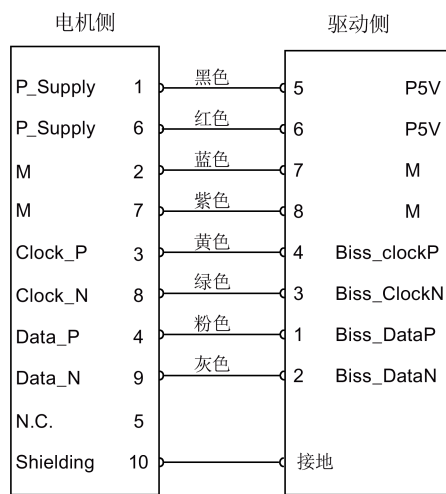 电机侧 驱动侧
P_Supply 1 黑色 5 P5V
P_Supply 6 红色 6 P5V
M 2 蓝色 7 M
M 7 紫色 8 M
Clock_P 3 黄色 4 Biss_clockP
Clock_N 8 绿色 3 Biss_ClockN
Data_P 4 粉色 1 Biss_DataP
Data_N 9 灰色 2 Biss_DataN
N.C. 5
Shielding 10 接地